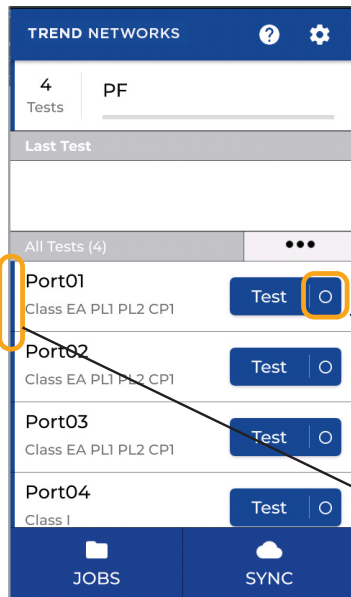 TREND NETWORKS
4
Tests
PF
Last Test
All Tests (4)
Port01
Class EA PL1 PL2 CP1
Test
Port02
Class EA PL1 PL2 CP1
Test
Port03
Class EA PL1 PL2 CP1
Test
Port04
Class I
Test
JOBS
SYNC